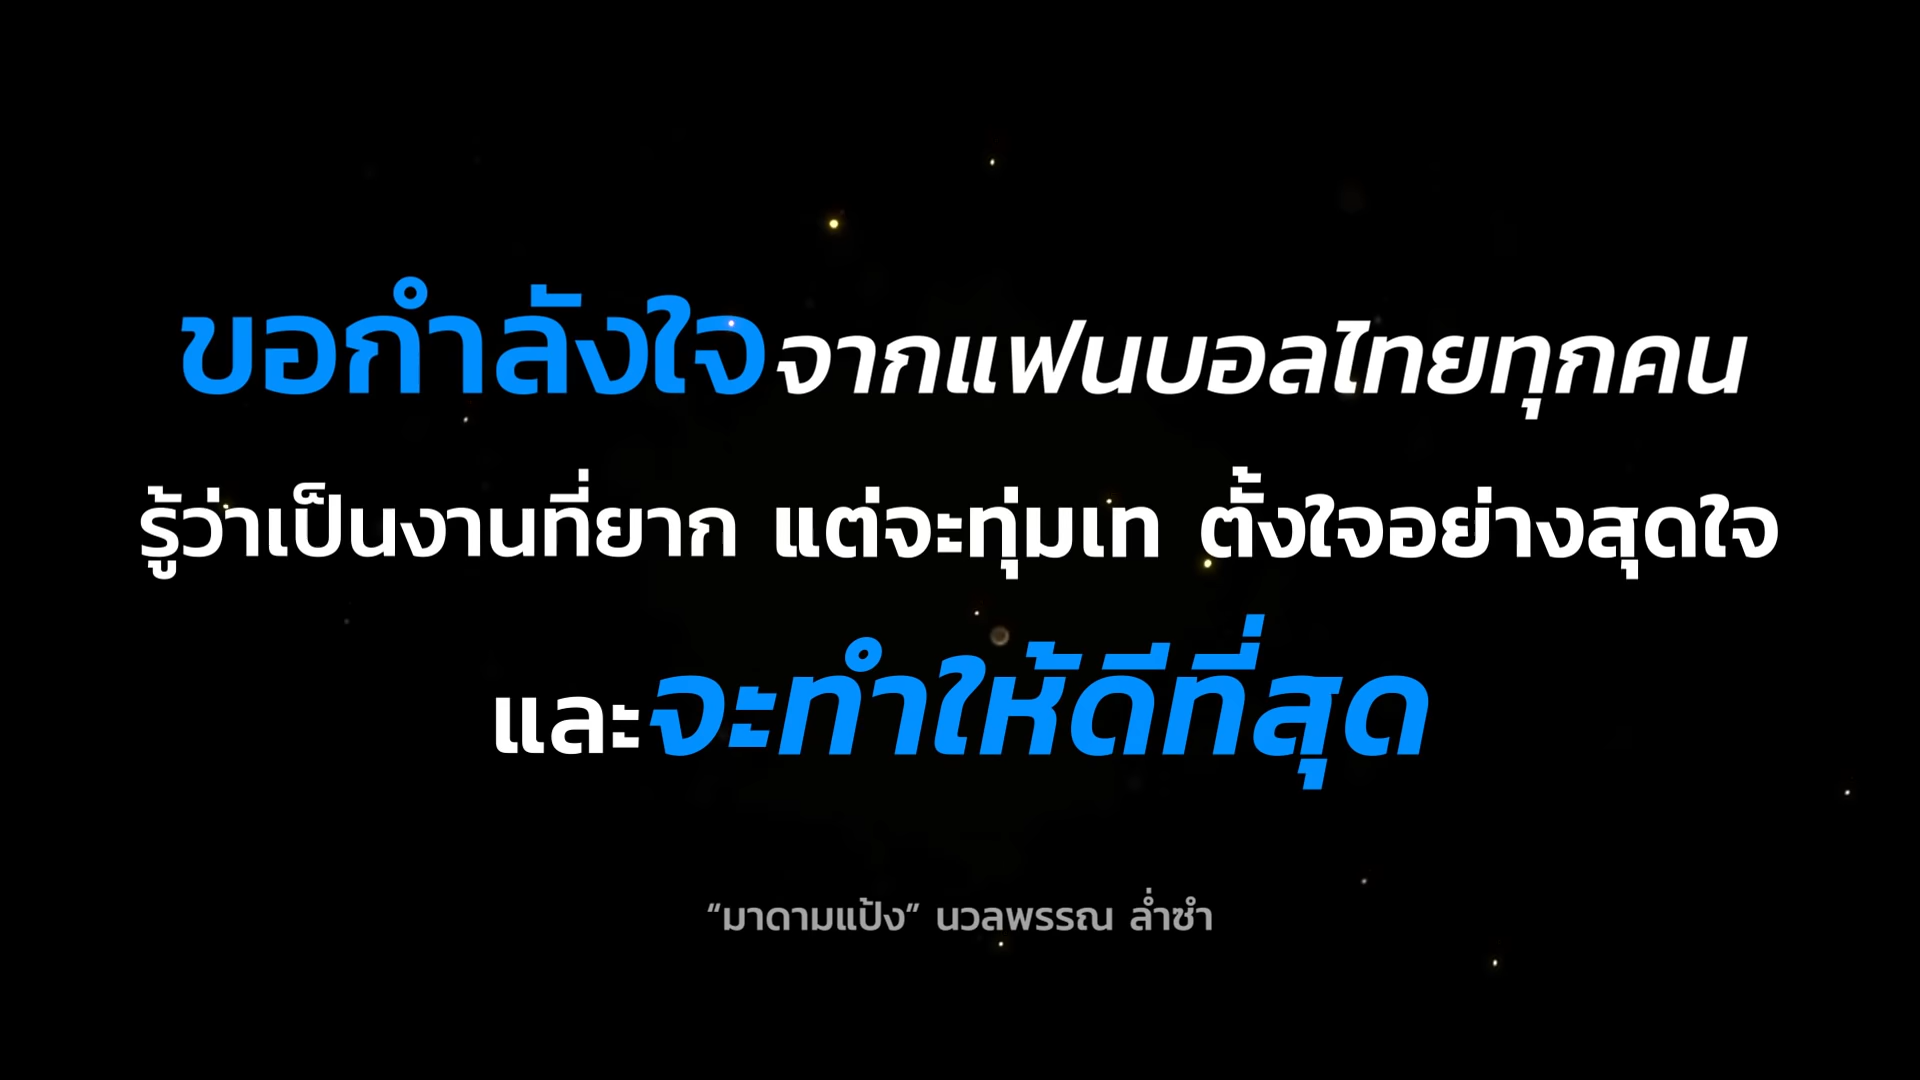 ขอกำลังใจจากแฟนบอลไทยทุกคน
รู้ว่าเป็นงานที่ยาก แต่จะทุ่มเท ตั้งใจอย่างสุดใจ
และจะทำให้ดีที่สุด
“มาดามแป้ง” นวลพรรณ ล่ำซำ